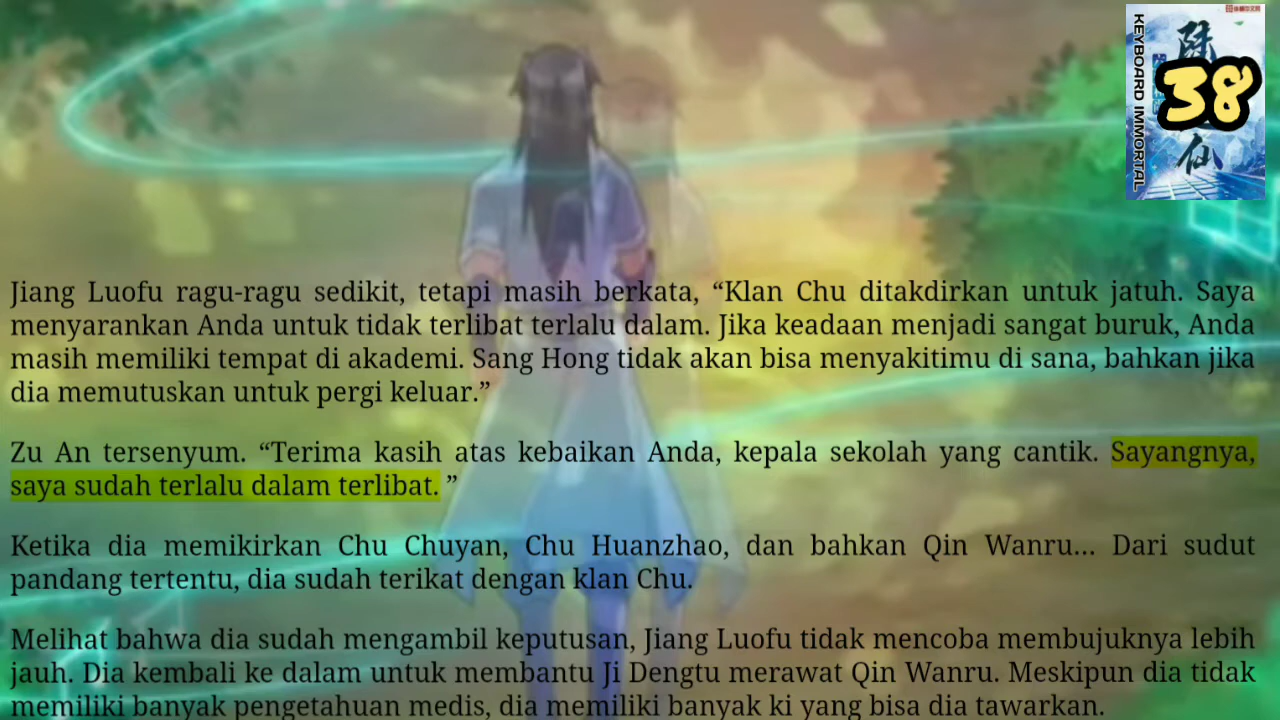 KEYBOARD IMMORTAL
38
仙
Jiang Luofu ragu-ragu sedikit, tetapi masih berkata, “Klan Chu ditakdirkan untuk jatuh. Saya
menyarankan Anda untuk tidak terlibat terlalu dalam. Jika keadaan menjadi sangat buruk, Anda
masih memiliki tempat di akademi. Sang Hong tidak akan bisa menyakitimu di sana, bahkan jika
dia memutuskan untuk pergi keluar.”
Zu An tersenyum. “Terima kasih atas kebaikan Anda, kepala sekolah yang cantik. Sayangnya,
saya sudah terlalu dalam terlibat. ”
Ketika dia memikirkan Chu Chuyan, Chu Huanzhao, dan bahkan Qin Wanru... Dari sudut
pandang tertentu, dia sudah terikat dengan klan Chu.
Melihat bahwa dia sudah mengambil keputusan, Jiang Luofu tidak mencoba membujuknya lebih
jauh. Dia kembali ke dalam untuk membantu Ji Dengtu merawat Qin Wanru. Meskipun dia tidak
memiliki banyak pengetahuan medis, dia memiliki banyak ki yang bisa dia tawarkan.